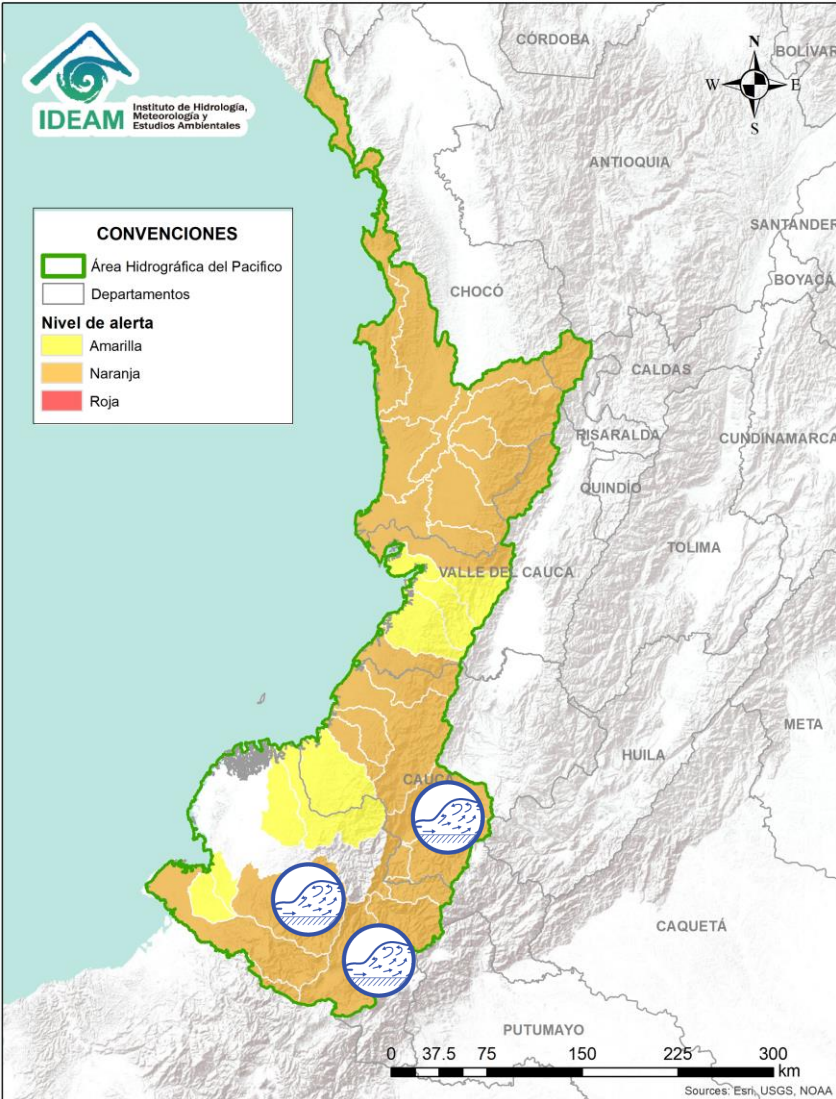 IDEAM
Instituto de Hidrología,
Meteorología y
Estudios Ambientales
CÓRDOBA
BOLÍVAR
N
W
E
S
ANTIOQUIA
SANTANDER
BOYACÁ
CONVENCIONES
Área Hidrográfica del Pacifico
Departamentos
Nivel de alerta
Amarilla
Naranja
Roja
CHOCÓ
CALDAS
RISARALDA
CUNDINAMARCA
QUINDÍO
TOLIMA
VALLE DEL CAUCA
META
HUILA
CAUCA
CAQUETÁ
PUTUMAYO
0 37.5 75 150 225 300
km
Sources: Esri, USGS, NOAA